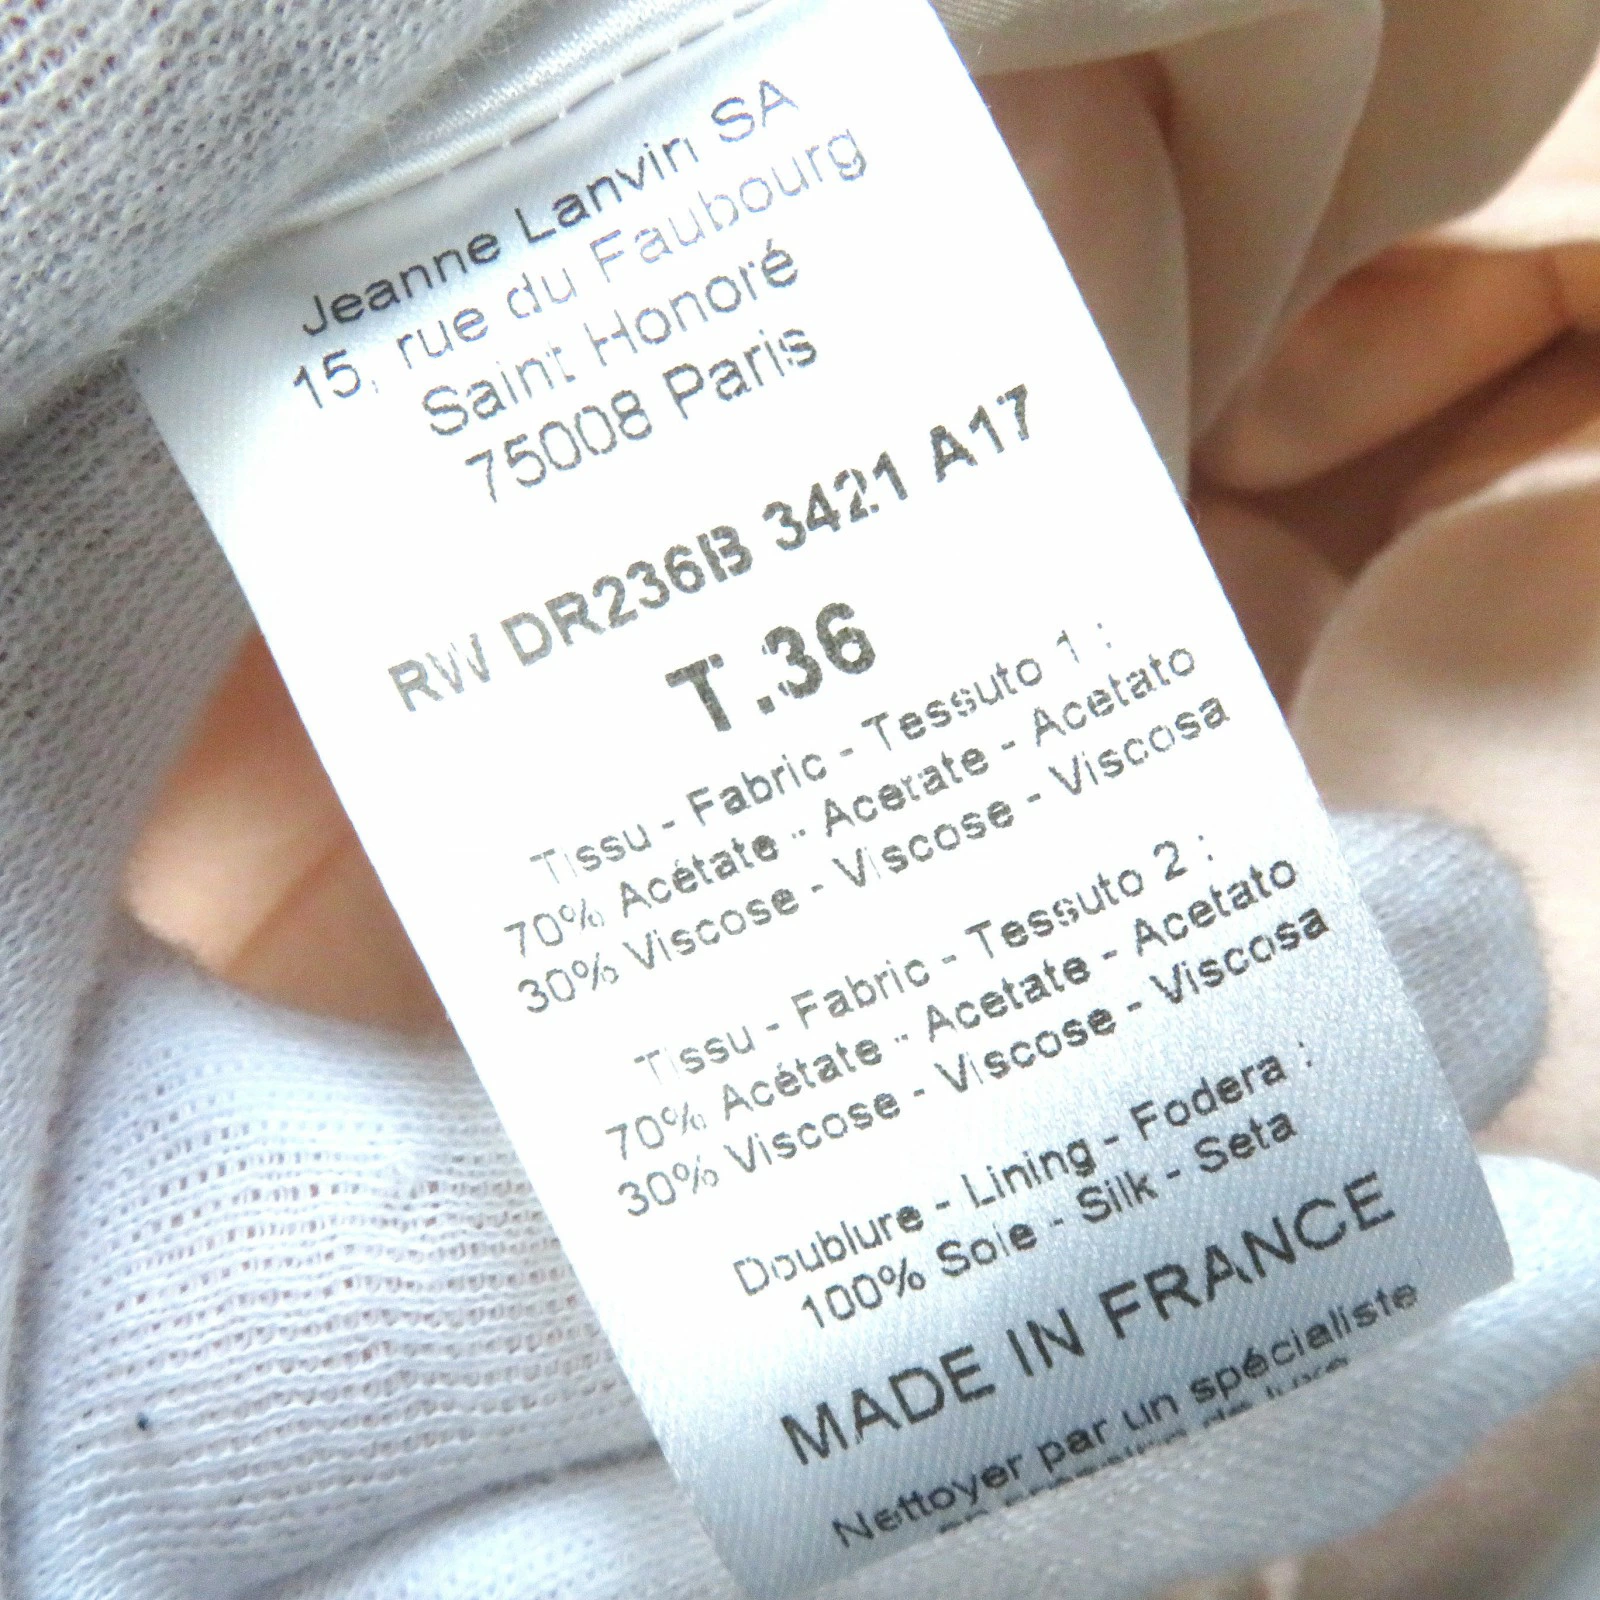 Jeanne Lanvin SA
15, rue du Faubourg
Saint Honoré
75008 Paris
RW DR236B 3421 A17
T.36
Tissu - Fabric - Tessuto 1 :
70% Acétate - Acetate - Acetato
30% Viscose - Viscose - Viscosa
Tissu - Fabric - Tessuto 2 :
70% Acétate - Acetate - Acetato
30% Viscose - Viscose - Viscosa
Doublure - Lining - Fodera :
100% Soie - Silk - Seta
MADE IN FRANCE
Nettoyer par un spécialiste